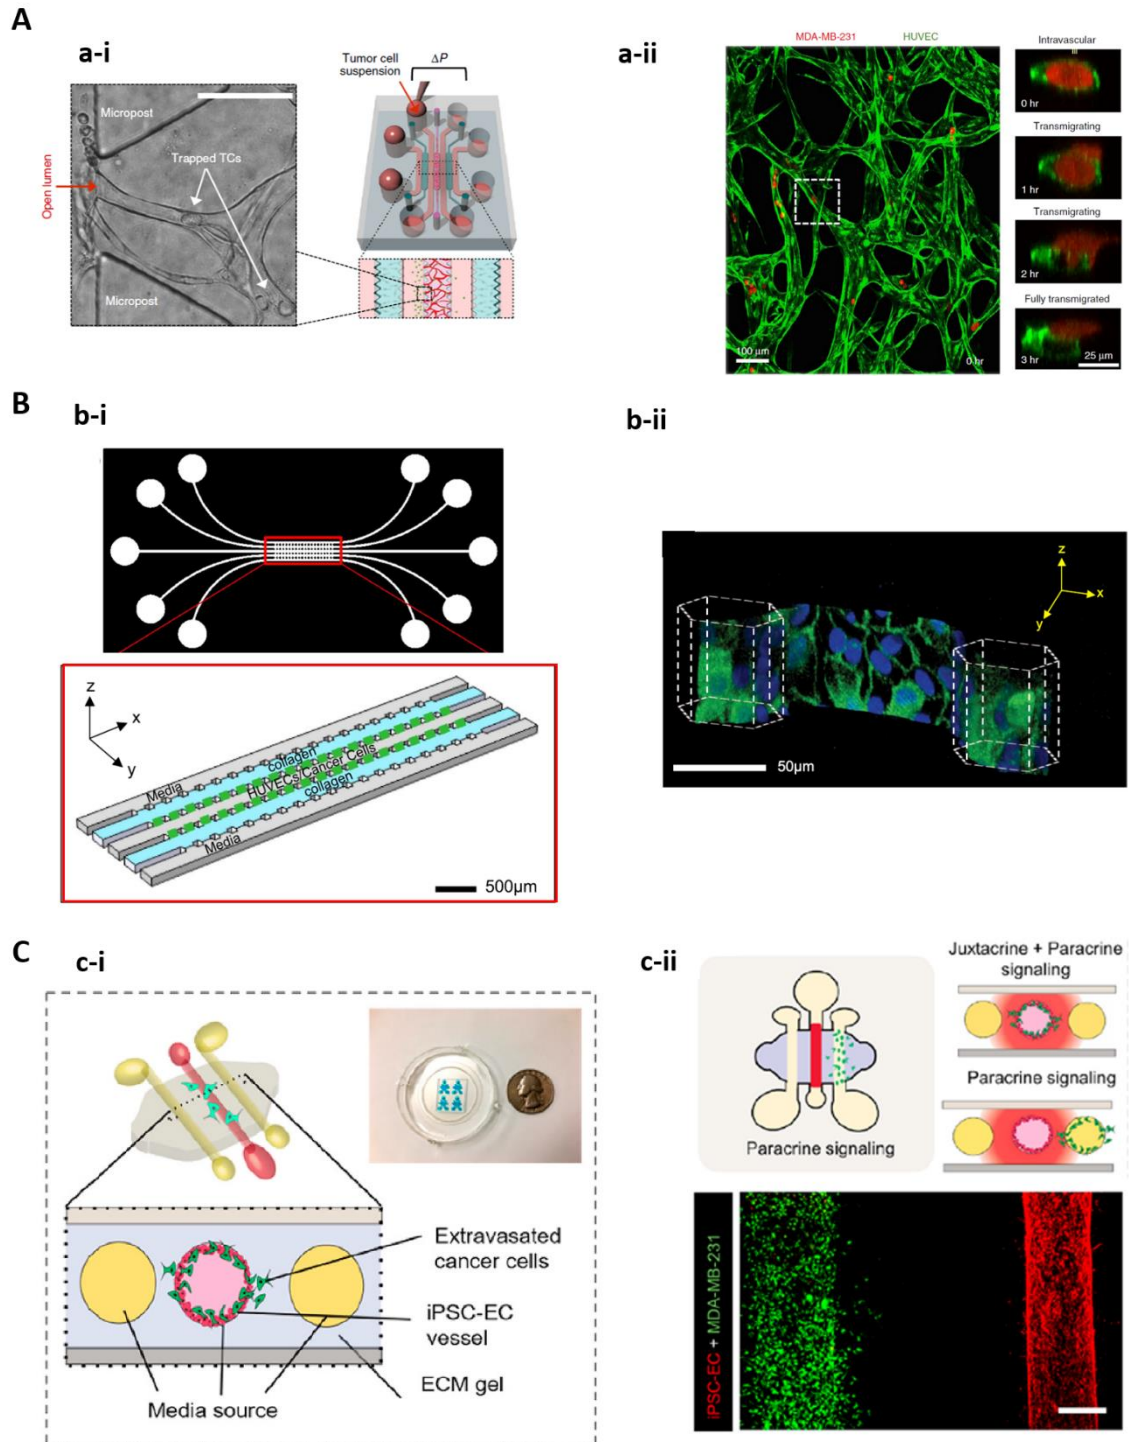 A
a-i
Tumor cell
suspension
ΔP
Micropost
Trapped TCs
Open lumen
Micropost
a-ii
MDA-MB-231
HUVEC
100 μm
0 hr
Intravascular
0 hr
Transmigrating
1 hr
Transmigrating
2 hr
Fully transmigrated
3 hr
25 μm
B
b-i
z
x
y
Media
collagen
HUVECs/Cancer Cells
collagen
Media
500μm
b-ii
z
x
y
50μm
C
c-i
Extravasated
cancer cells
iPSC-EC
vessel
ECM gel
Media source
c-ii
Paracrine signaling
Juxtacrine + Paracrine
signaling
Paracrine signaling
iPSC-EC + MDA-MB-231